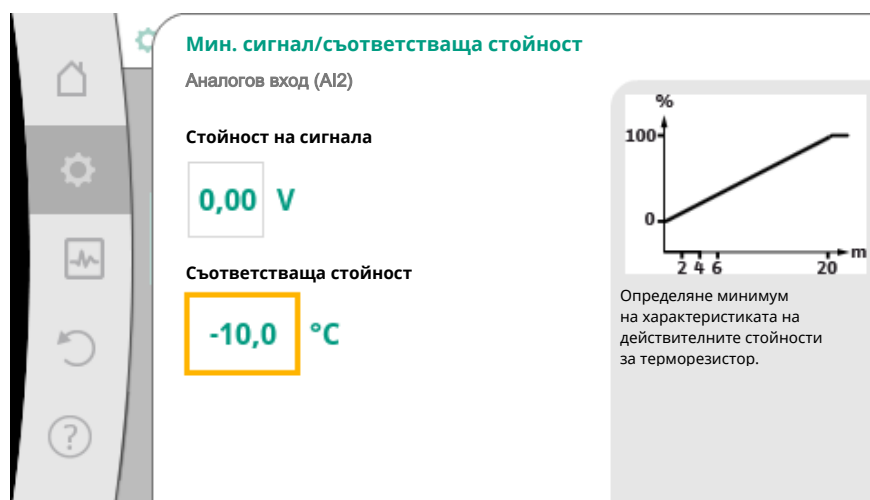 Мин. сигнал/съответстваща стойност
Аналогов вход (AI2)
Стойност на сигнала
0,00 V
Съответстваща стойност
-10,0 °C
%
100
0
2 4 6 20 m
Определяне минимум
на характеристиката на
действителните стойности
за терморезистор.
?